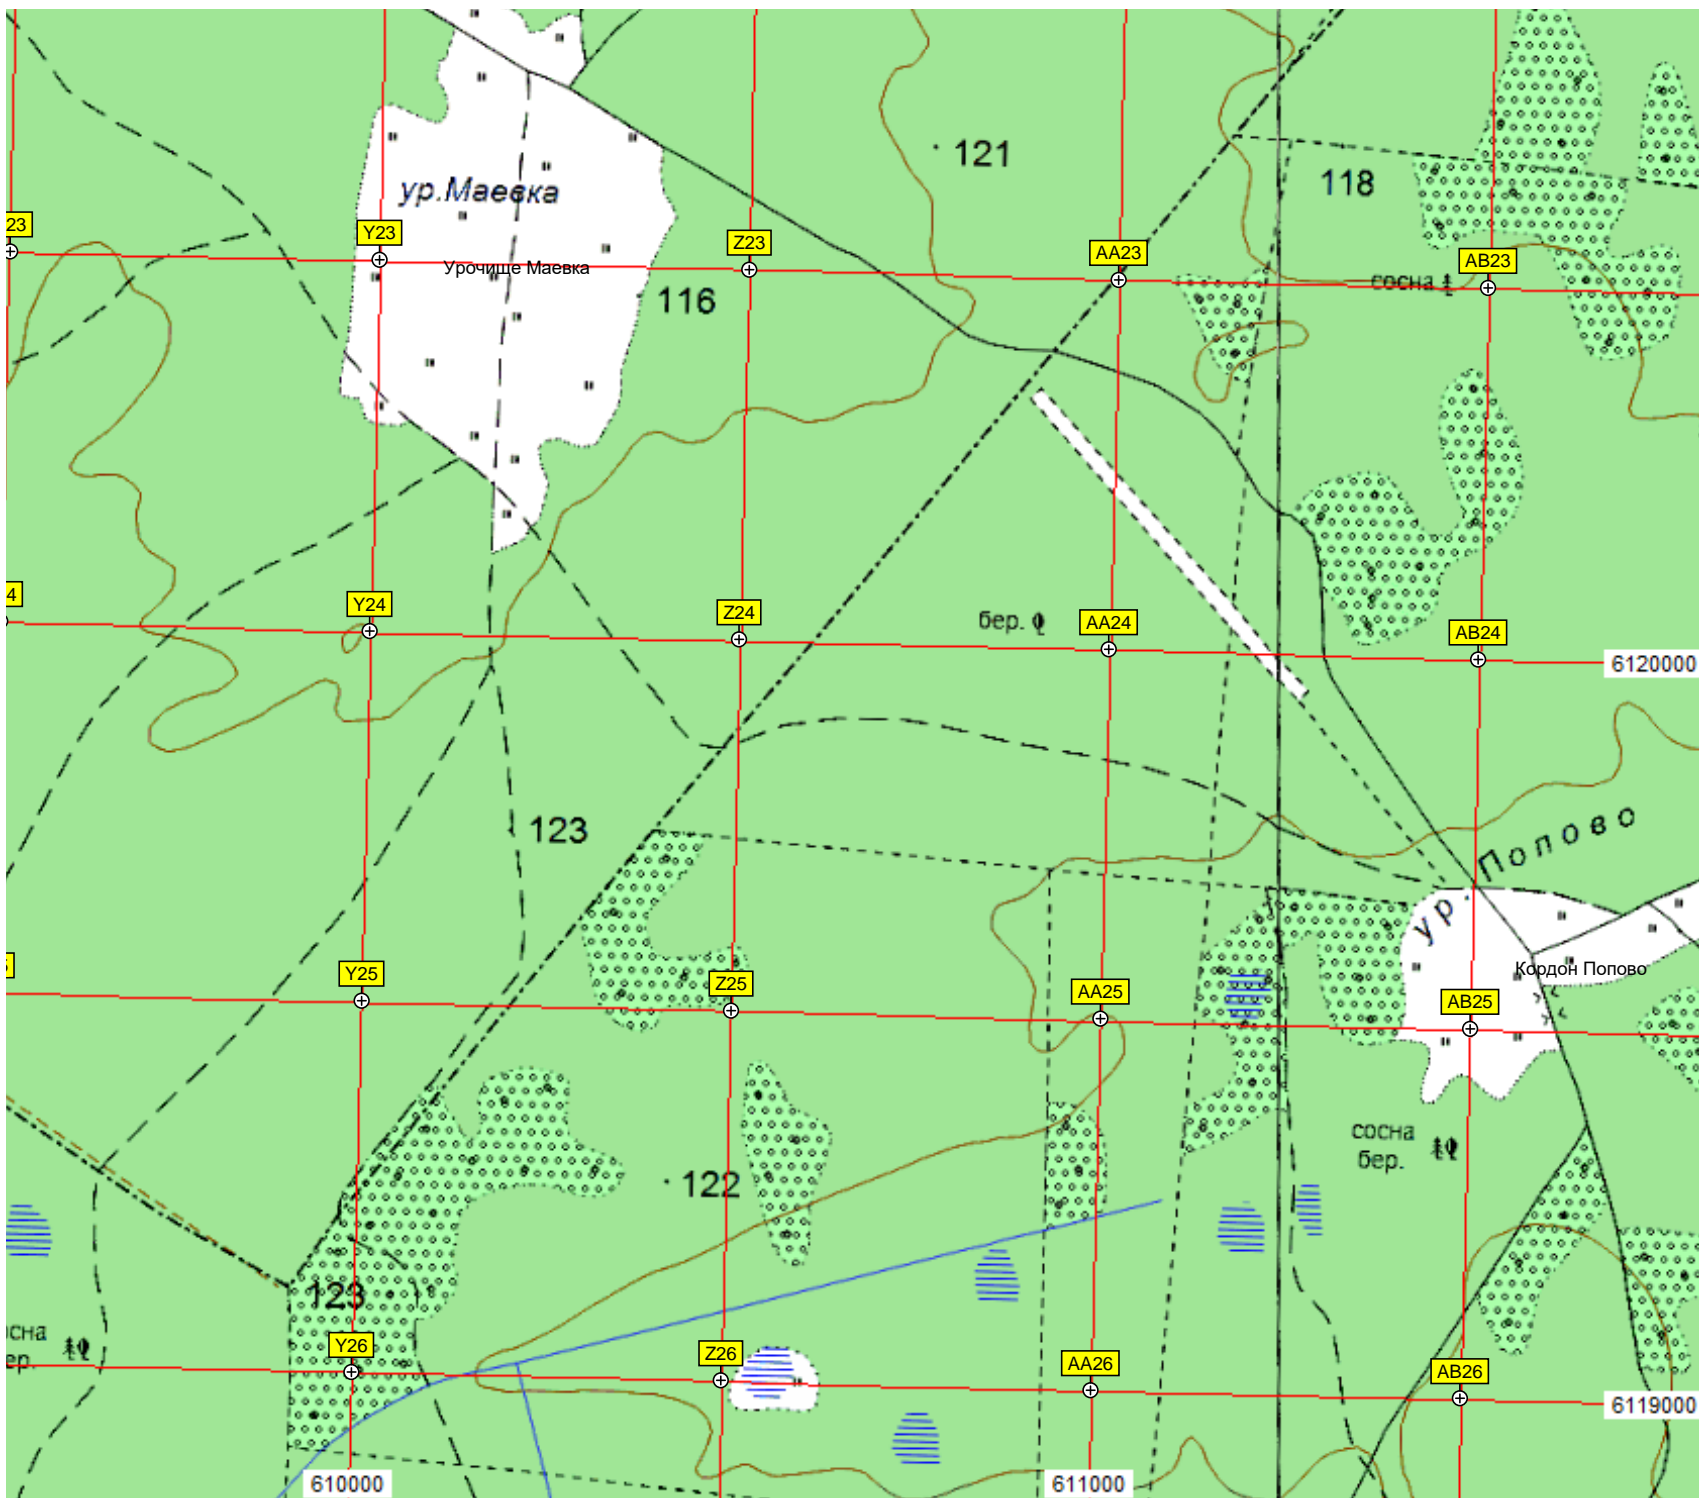 121
118
ур.Маевка
23
Y23
Z23
AA23
AB23
Урочище Маевка
сосна
116
4
Y24
Z24
бер.
AA24
AB24
6120000
123
Попово
ур.
Y25
Z25
AA25
Кордон Попово
AB25
сосна
бер.
122
123
Y26
Z26
AA26
AB26
6119000
610000
611000